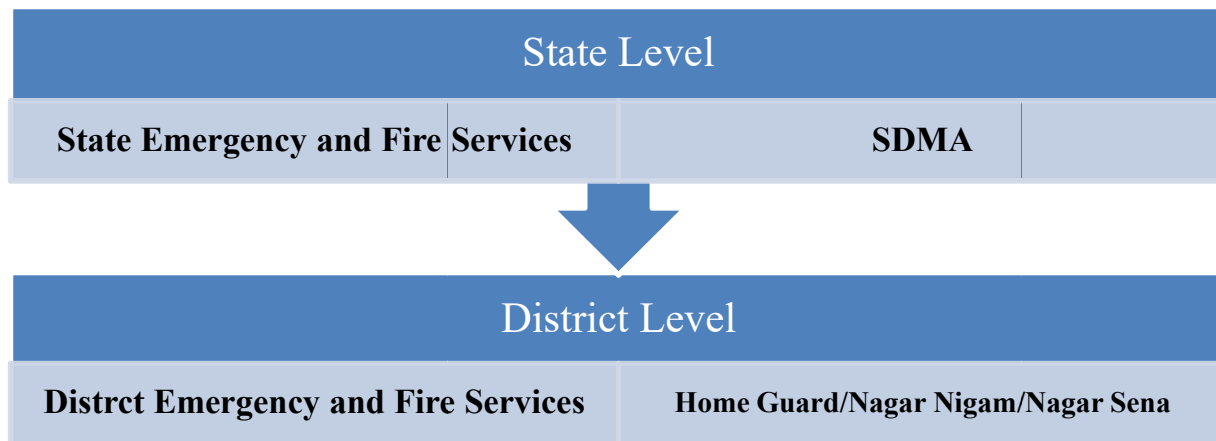 State Level
State Emergency and Fire Services
SDMA
District Level
Distrct Emergency and Fire Services
Home Guard/Nagar Nigam/Nagar Sena